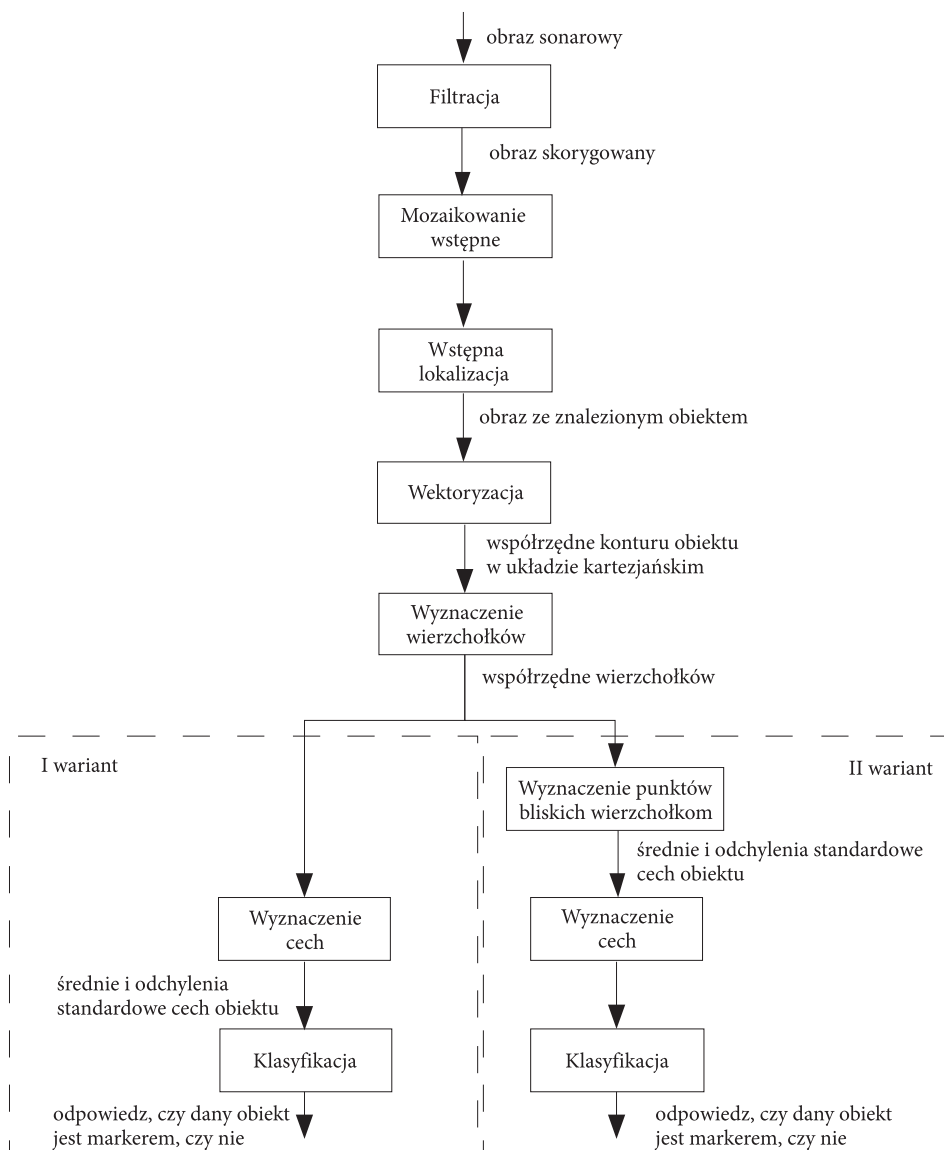 obraz sonarowy
Filtracja
obraz skorygowany
Mozaikowanie
wstępne
Wstępna
lokalizacja
obraz ze znalezionym obiektem
Wektoryzacja
współrzędne konturu obiektu
w układzie kartezjańskim
Wyznaczenie
wierzchołków
współrzędne wierzchołków
I wariant
II wariant
Wyznaczenie punktów
bliskich wierzchołkom
średnie i odchylenia standardowe
cech obiektu
Wyznaczenie
cech
Wyznaczenie
cech
średnie i odchylenia
standardowe cech obiektu
Klasyfikacja
Klasyfikacja
odpowiedz, czy dany obiekt
jest markerem, czy nie
odpowiedz, czy dany obiekt
jest markerem, czy nie